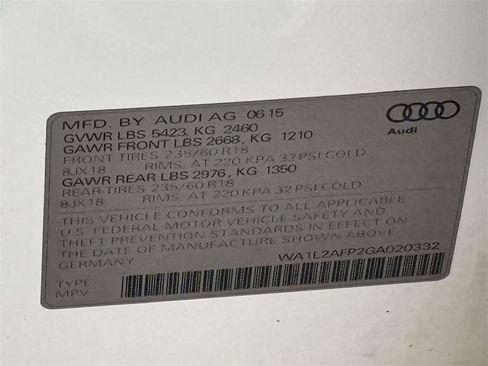 MFD. BY AUDI AG 06 15
GVWR LBS 5423, KG 2460
GAWR FRONT LBS 2668, KG 1210
FRONT TIRES 235/60 R18
8JX18 RIMS, AT 220 KPA 32 PSI COLD
GAWR REAR LBS 2976, KG 1350
REAR TIRES 235/60 R18
8JX18 RIMS, AT 220 KPA 32 PSI COLD
THIS VEHICLE CONFORMS TO ALL APPLICABLE
U.S. FEDERAL MOTOR VEHICLE SAFETY AND
THEFT PREVENTION STANDARDS IN EFFECT ON
THE DATE OF MANUFACTURE SHOWN ABOVE.
GERMANY
WA1L2AFP2GA020332
TYPE
MPV
Audi